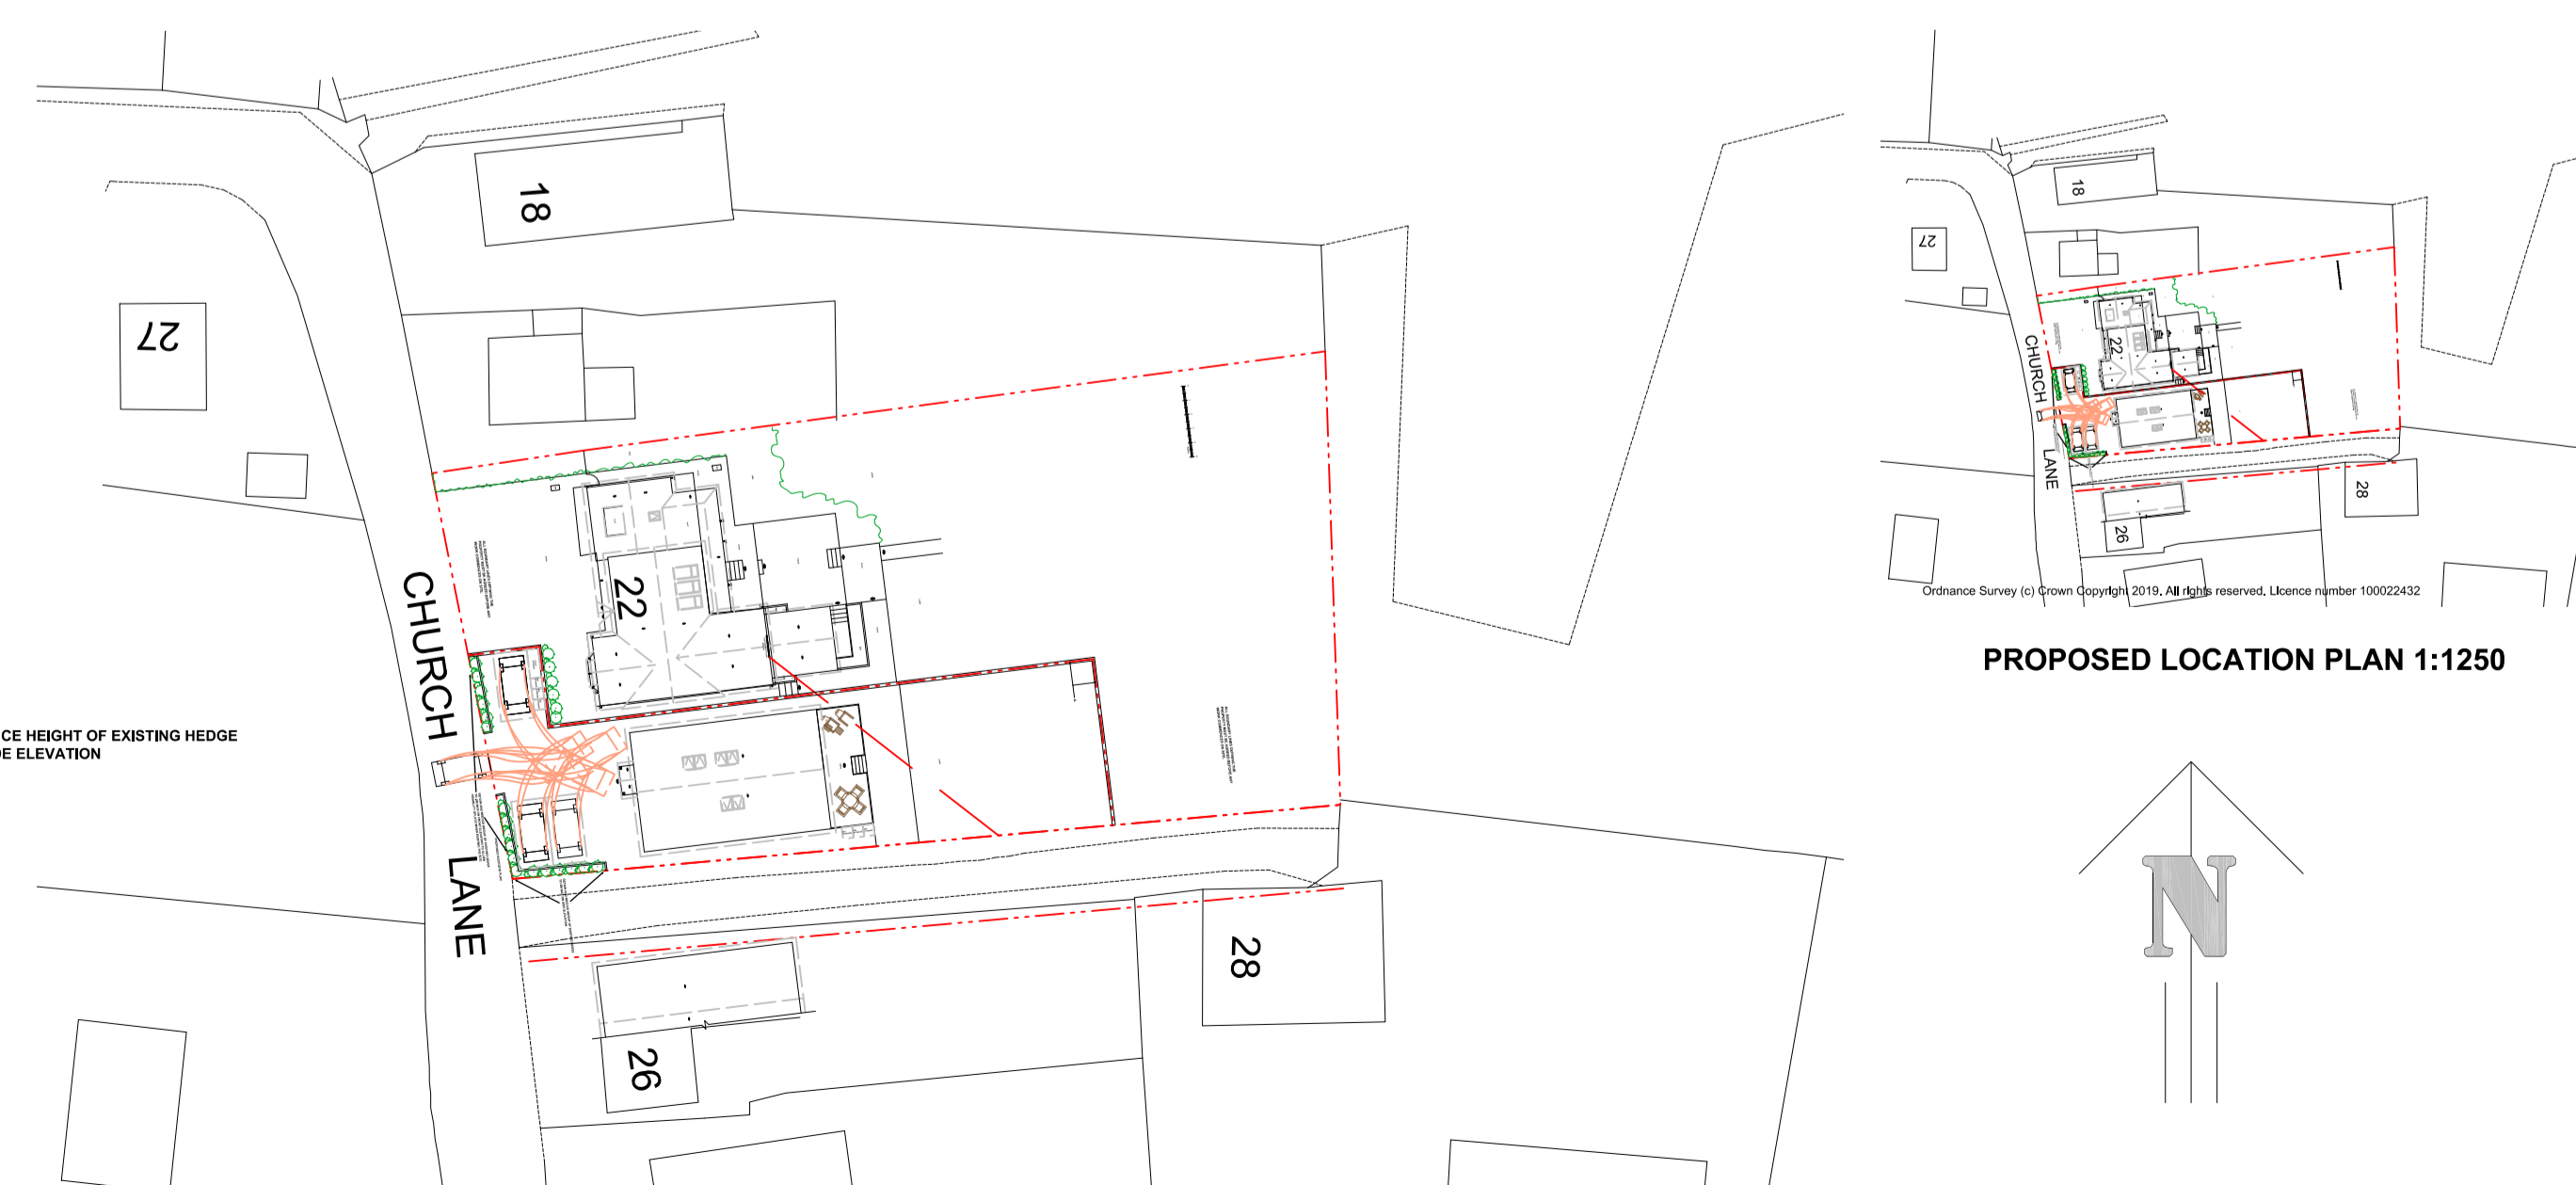 18
27
22
CHURCH
LANE
CE HEIGHT OF EXISTING HEDGE
DE ELEVATION
28
26
18
27
22
CHURCH
LANE
28
26
Ordnance Survey (c) Crown Copyright 2019. All rights reserved. Licence number 100022432
PROPOSED LOCATION PLAN 1:1250
N